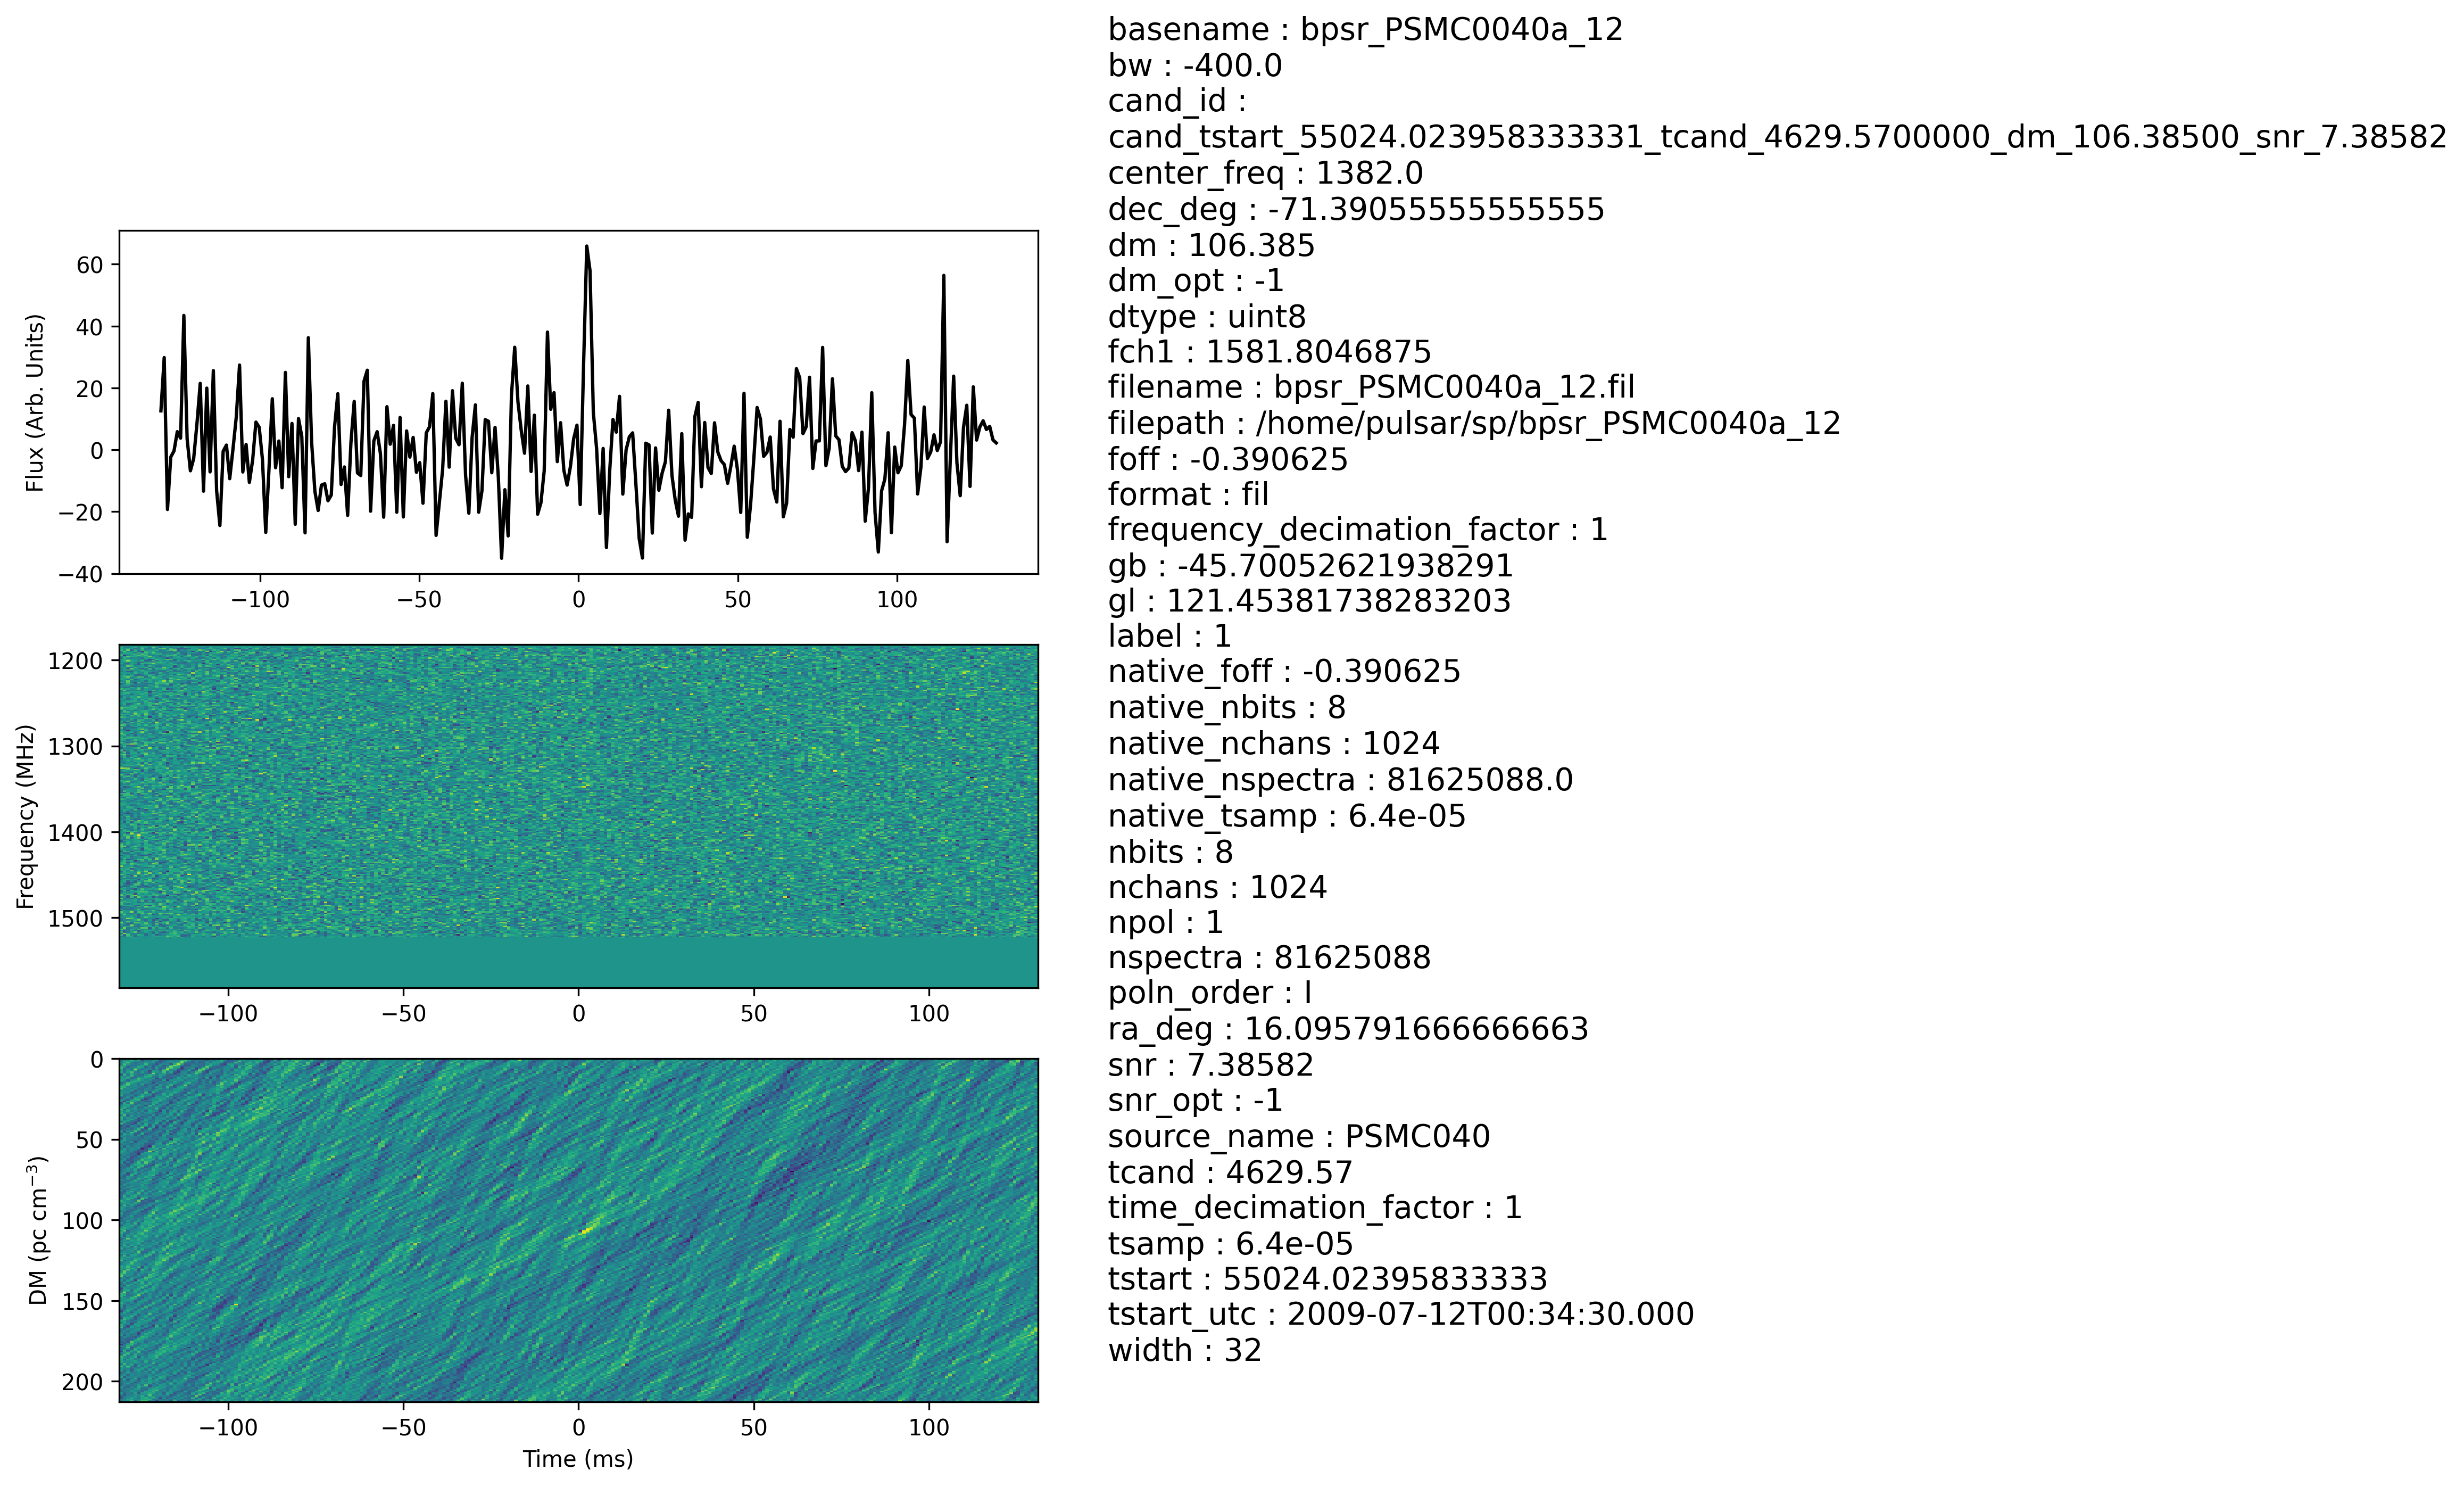 basename : bpsr_PSMC0040a_12
bw : -400.0
cand_id :
cand_tstart_55024.023958333331_tcand_4629.5700000_dm_106.38500_snr_7.38582
center_freq : 1382.0
dec_deg : -71.39055555555555
dm : 106.385
dm_opt : -1
dtype : uint8
fch1 : 1581.8046875
filename : bpsr_PSMC0040a_12.fil
filepath : /home/pulsar/sp/bpsr_PSMC0040a_12
foff : -0.390625
format : fil
frequency_decimation_factor : 1
gb : -45.70052621938291
gl : 121.45381738283203
label : 1
native_foff : -0.390625
native_nbits : 8
native_nchans : 1024
native_nspectra : 81625088.0
native_tsamp : 6.4e-05
nbits : 8
nchans : 1024
npol : 1
nspectra : 81625088
poln_order : I
ra_deg : 16.095791666666663
snr : 7.38582
snr_opt : -1
source_name : PSMC040
tcand : 4629.57
time_decimation_factor : 1
tsamp : 6.4e-05
tstart : 55024.02395833333
tstart_utc : 2009-07-12T00:34:30.000
width : 32
Flux (Arb. Units)
60
40
20
0
−20
−40
−100 −50 0 50 100
Frequency (MHz)
1200
1300
1400
1500
−100 −50 0 50 100
DM (pc cm⁻³)
0
50
100
150
200
−100 −50 0 50 100
Time (ms)